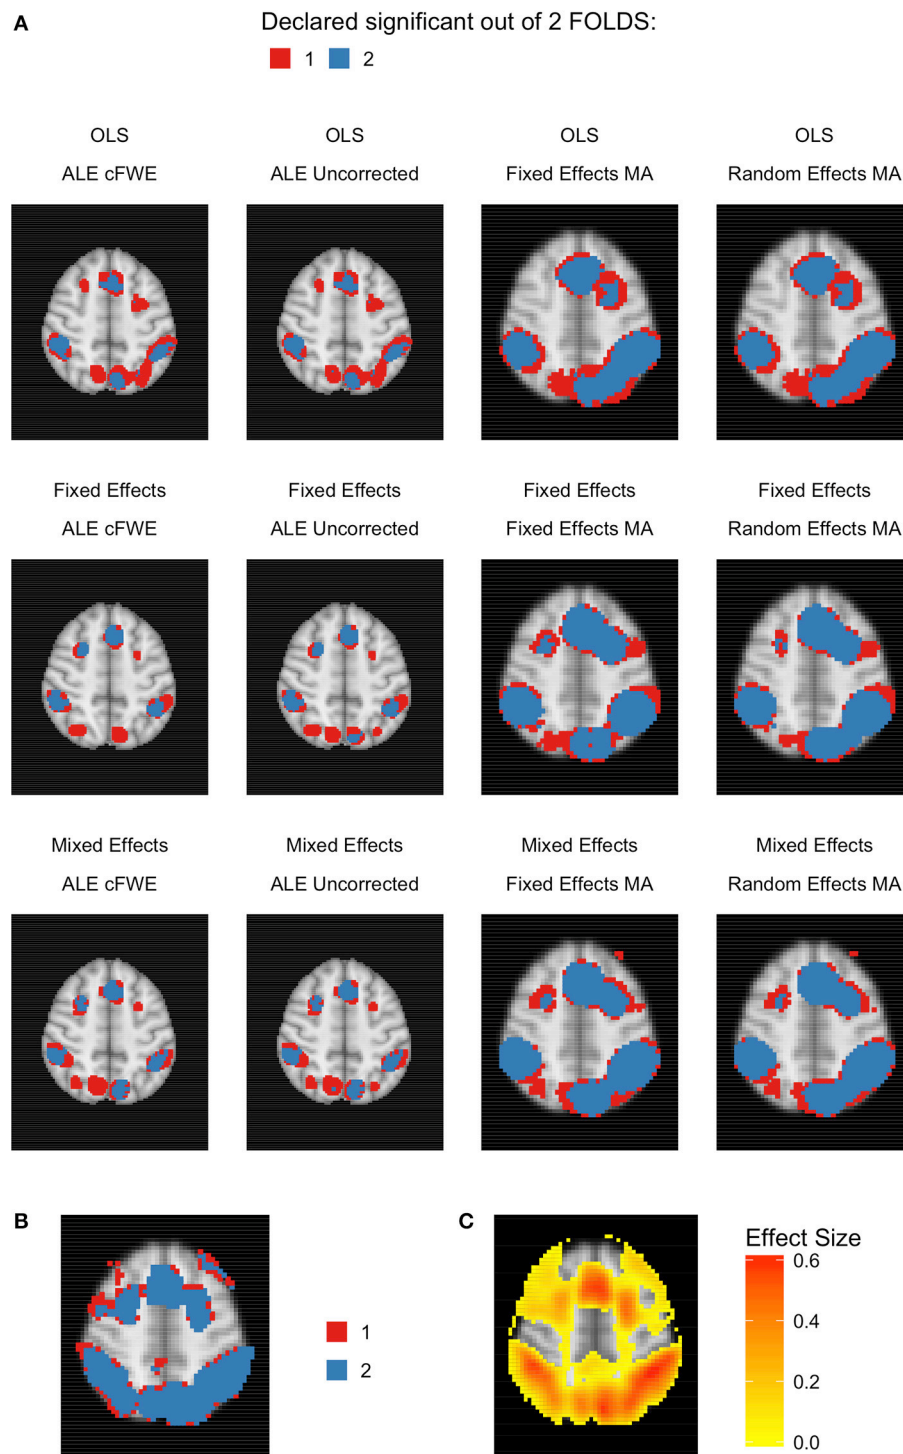 A
Declared significant out of 2 FOLDS:
1 2
OLS OLS OLS OLS
ALE cFWE ALE Uncorrected Fixed Effects MA Random Effects MA
Fixed Effects Fixed Effects Fixed Effects Fixed Effects
ALE cFWE ALE Uncorrected Fixed Effects MA Random Effects MA
Mixed Effects Mixed Effects Mixed Effects Mixed Effects
ALE cFWE ALE Uncorrected Fixed Effects MA Random Effects MA
B
1
2
C
Effect Size
0.6
0.4
0.2
0.0